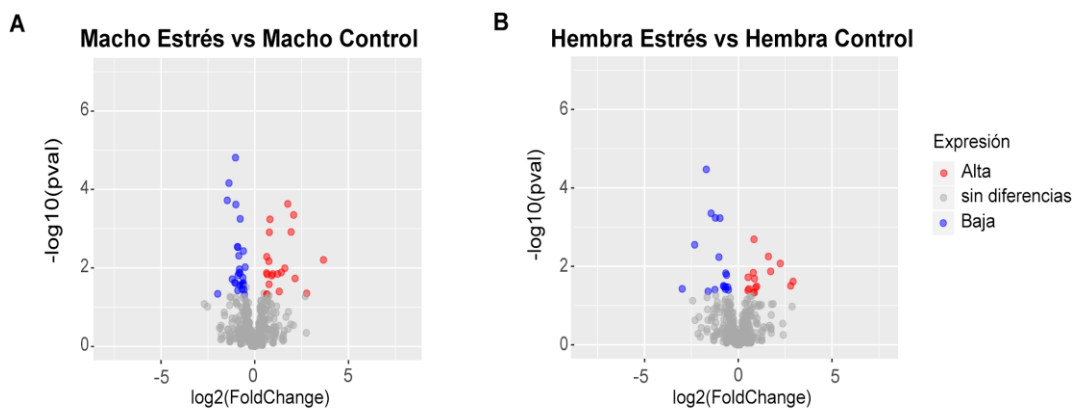 A
Macho Estrés vs Macho Control
-log10(pval)
6
4
2
0
-5
0
5
log2(FoldChange)
B
Hembra Estrés vs Hembra Control
-log10(pval)
6
4
2
0
-5
0
5
log2(FoldChange)
Expresión
Alta
sin diferencias
Baja